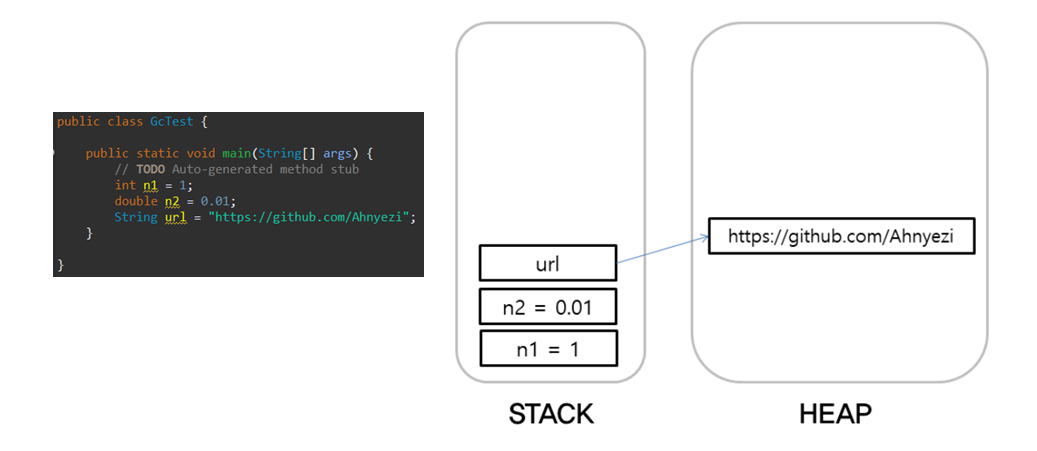 public class GcTest {
public static void main(String[] args) {
// TODO Auto-generated method stub
int n1 = 1;
double n2 = 0.01;
String url = "https://github.com/Ahnyezi";
}
}
url
n2 = 0.01
n1 = 1
STACK
https://github.com/Ahnyezi
HEAP